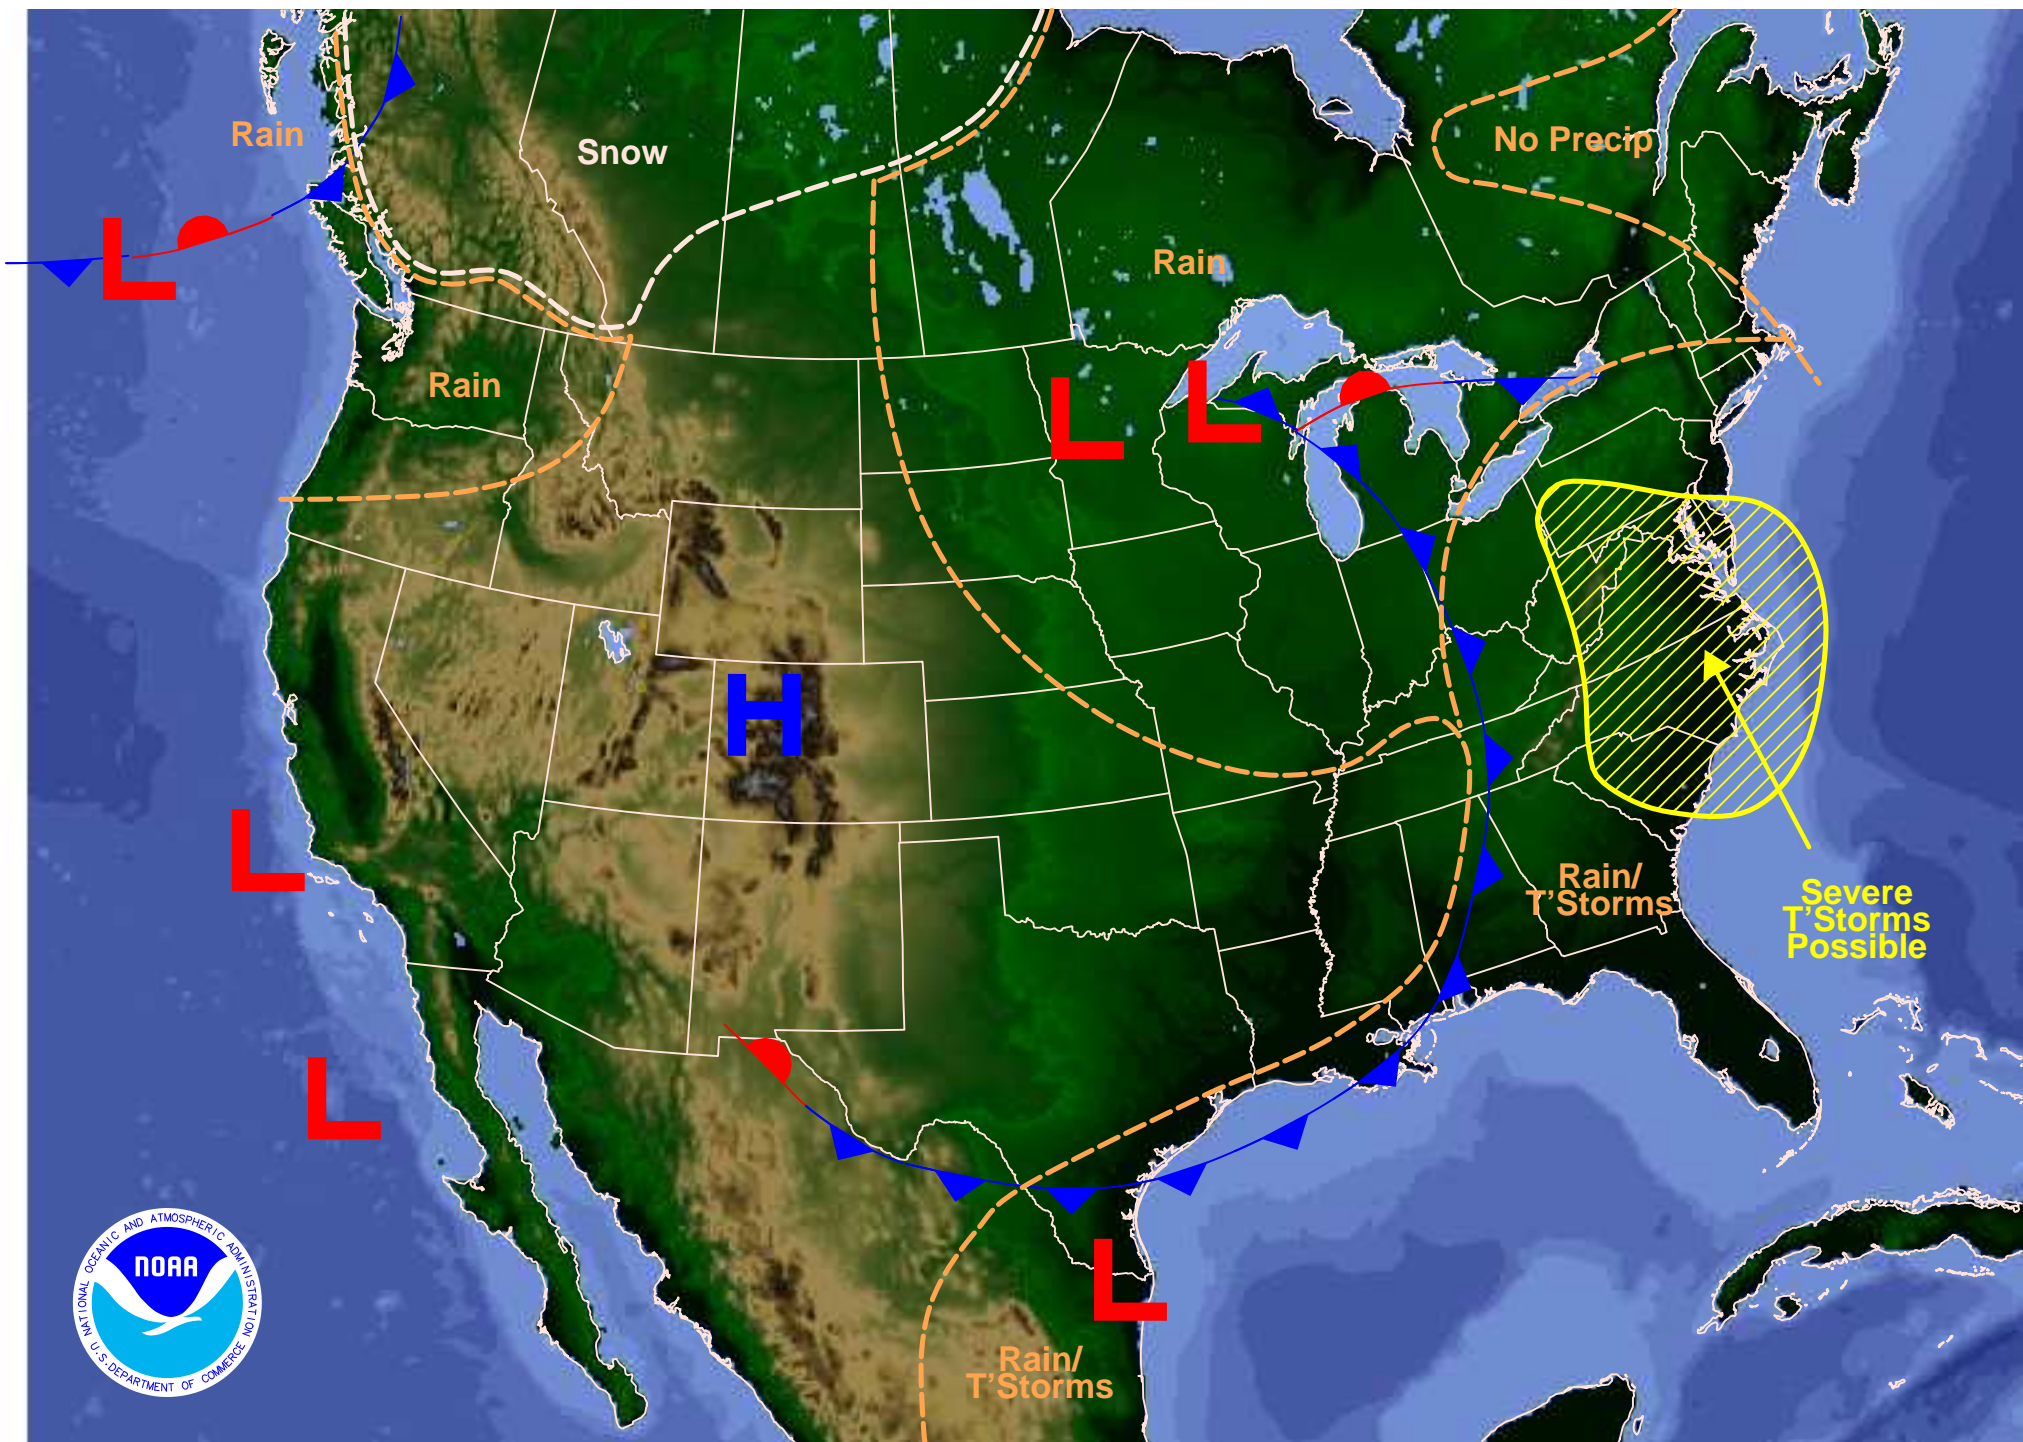 Rain
Snow
No Precip
L
Rain
Rain
L
L
H
L
Rain/
T'Storms
Severe
T'Storms
Possible
L
L
Rain/
T'Storms
NATIONAL OCEANIC AND ATMOSPHERIC ADMINISTRATION
NOAA
U.S. DEPARTMENT OF COMMERCE